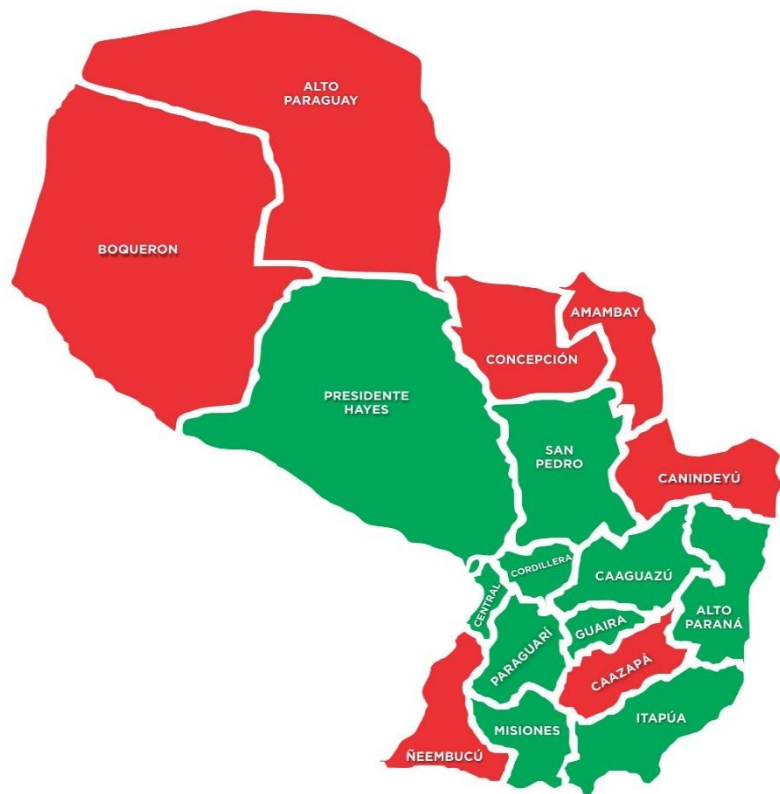 ALTO
PARAGUAY
BOQUERON
AMAMBAY
CONCEPCIÓN
PRESIDENTE
HAYES
SAN
PEDRO
CANINDEYÚ
CORDILLERA
CAAGUAZÚ
CENTRAL
ALTO
PARANÁ
GUAIRA
PARAGUARÍ
CAAZAPÁ
ITAPÚA
MISIONES
ÑEEMBUCÚ